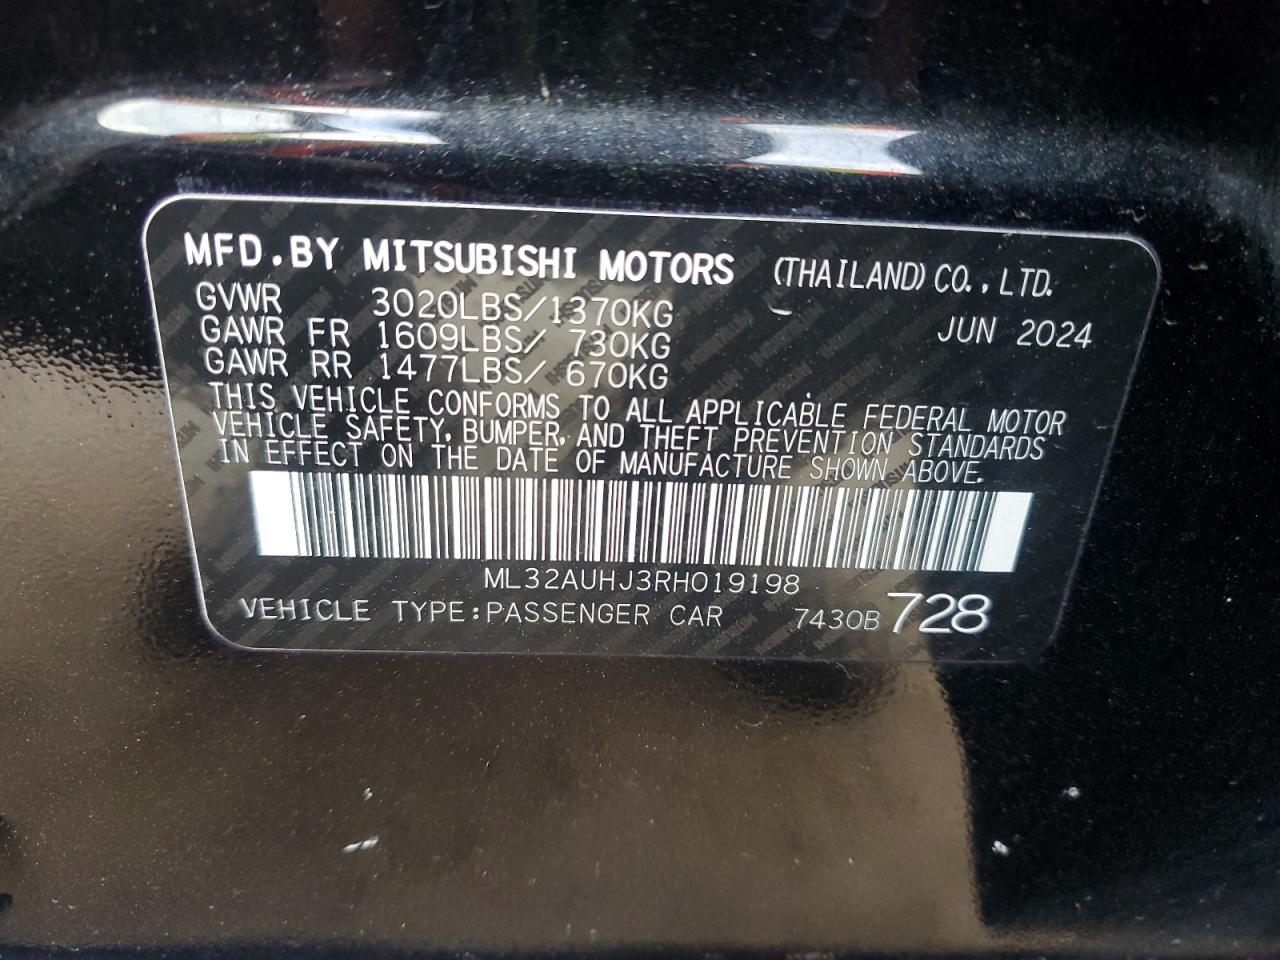 MFD.BY MITSUBISHI MOTORS (THAILAND) CO., LTD.
GVWR 3020LBS/1370KG JUN 2024
GAWR FR 1609LBS/ 730KG
GAWR RR 1477LBS/ 670KG
THIS VEHICLE CONFORMS TO ALL APPLICABLE FEDERAL MOTOR
VEHICLE SAFETY, BUMPER, AND THEFT PREVENTION STANDARDS
IN EFFECT ON THE DATE OF MANUFACTURE SHOWN ABOVE.
ML32AUHJ3RH019198
VEHICLE TYPE:PASSENGER CAR 7430B 728